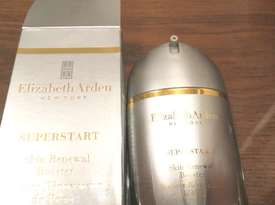 Elizabeth Arden
NEW YORK
SUPERSTART
Skin Renewal
Booster
Elizabeth Arden
NEW YORK
SUPERSTART
Skin Renewal
Booster